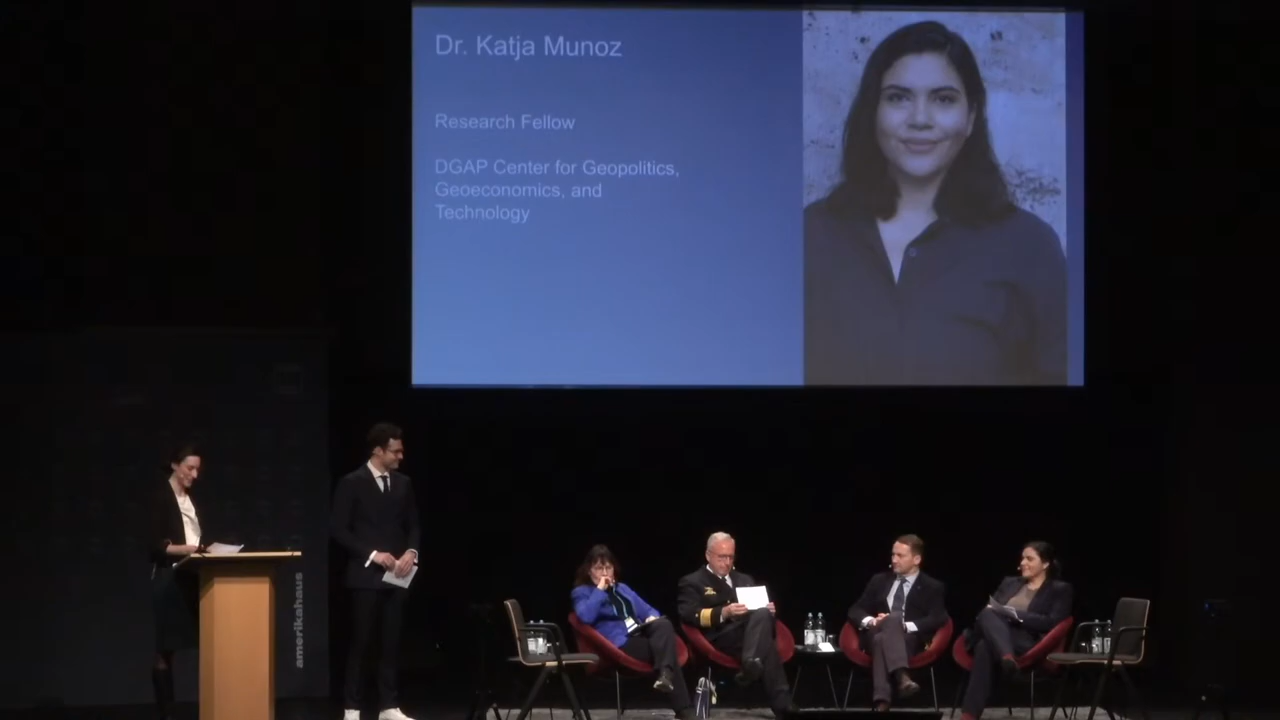 Dr. Katja Munoz
Research Fellow
DGAP Center for Geopolitics,
Geoeconomics, and
Technology
amerikahaus